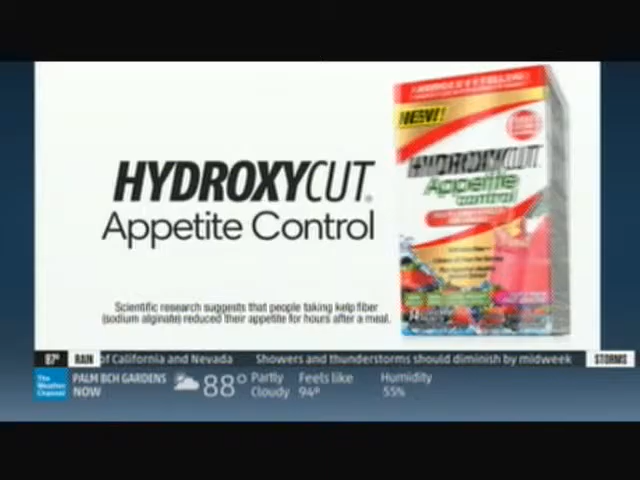 NEW!
HYDROXYCUT®
HYDROXYCUT
Appetite Control
Appetite
control
Scientific research suggests that people taking kelp fiber
(sodium alginate) reduced their appetite for hours after a meal.
87° RAIN of California and Nevada Showers and thunderstorms should diminish by midweek STORMS
The
Weather
Channel
PALM BCH GARDENS
NOW
88° Partly
Cloudy
Feels like
94°
Humidity
55%